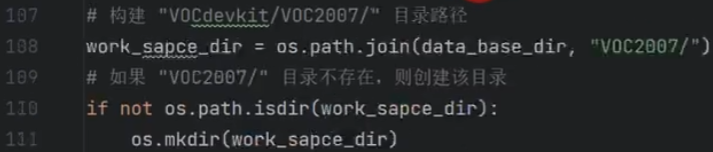 107 # 构建 "VOCdevkit/VOC2007/" 目录路径
108 work_sapce_dir = os.path.join(data_base_dir, "VOC2007/")
109 # 如果 "VOC2007/" 目录不存在，则创建该目录
110 if not os.path.isdir(work_sapce_dir):
111 os.mkdir(work_sapce_dir)